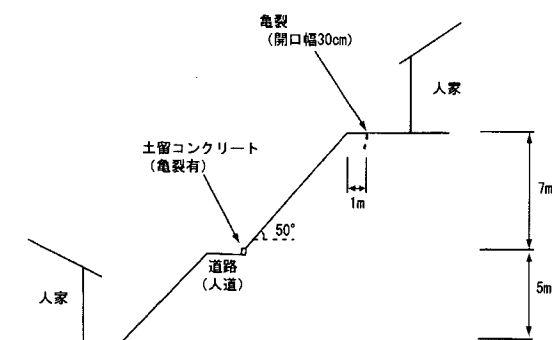 亀裂
（開口幅30cm）
人家
土留コンクリート
（亀裂有）
1m
7m
50°
道路
（人道）
人家
5m